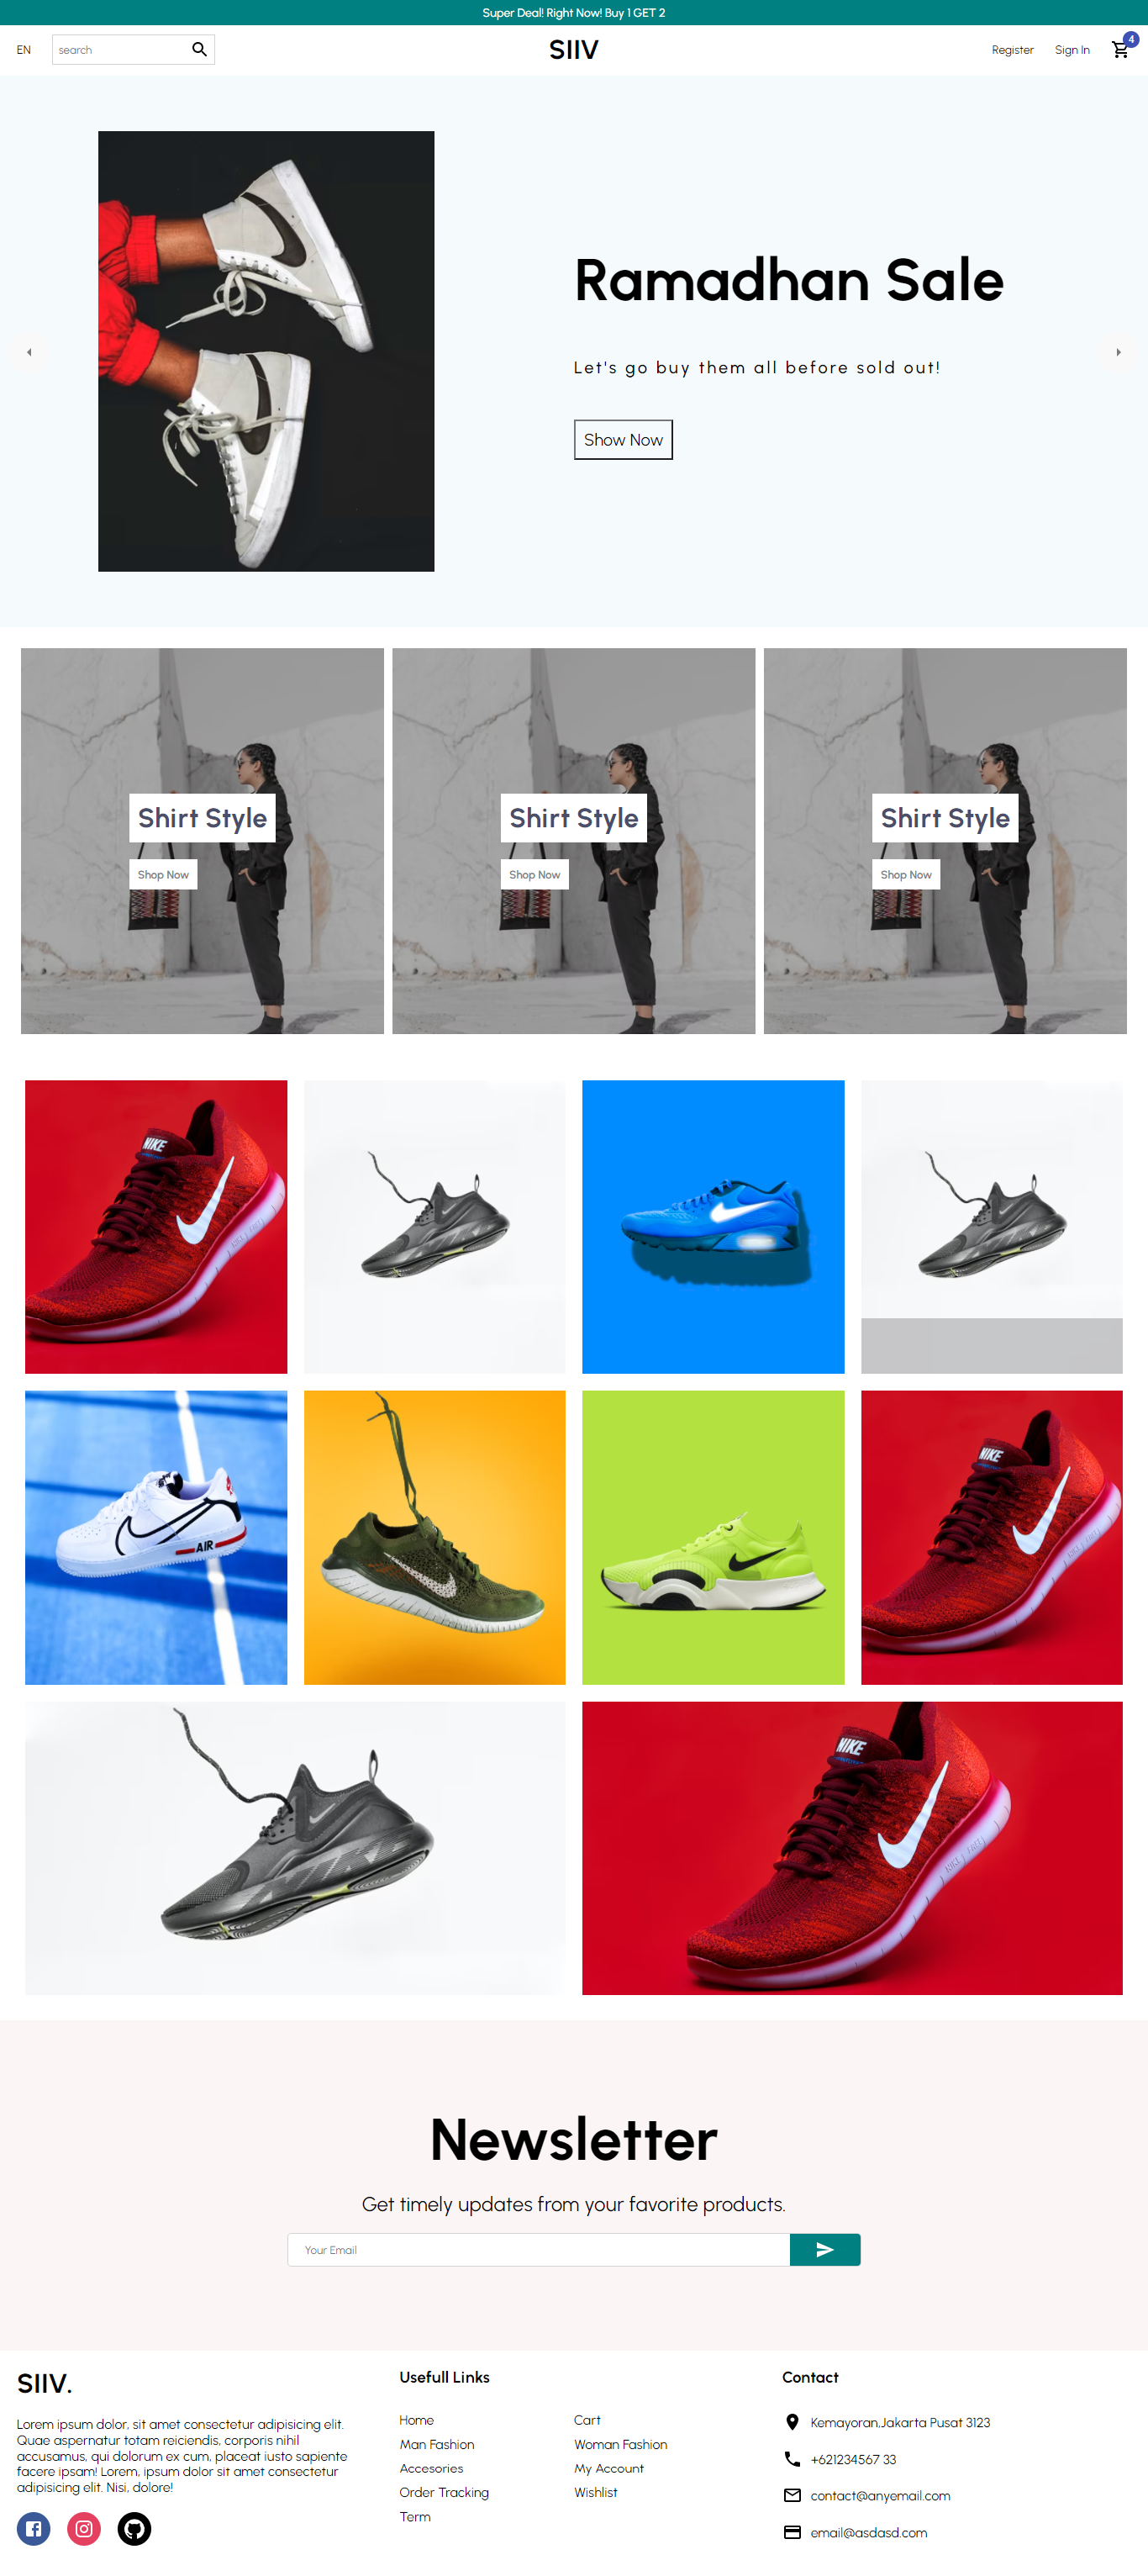 Super Deal! Right Now! Buy 1 GET 2
EN
search
SIIV
Register
Sign In
4
Ramadhan Sale
Let's go buy them all before sold out!
Show Now
Shirt Style
Shop Now
Shirt Style
Shop Now
Shirt Style
Shop Now
NIKE
AIR
NIKE
NIKE
Newsletter
Get timely updates from your favorite products.
Your Email
SIIV.
Lorem ipsum dolor, sit amet consectetur adipisicing elit.
Quae aspernatur totam reiciendis, corporis nihil
accusamus, qui dolorum ex cum, placeat iusto sapiente
facere ipsam! Lorem, ipsum dolor sit amet consectetur
adipisicing elit. Nisi, dolore!
Usefull Links
Home
Man Fashion
Accesories
Order Tracking
Term
Cart
Woman Fashion
My Account
Wishlist
Contact
Kemayoran,Jakarta Pusat 3123
+621234567 33
contact@anyemail.com
email@asdasd.com